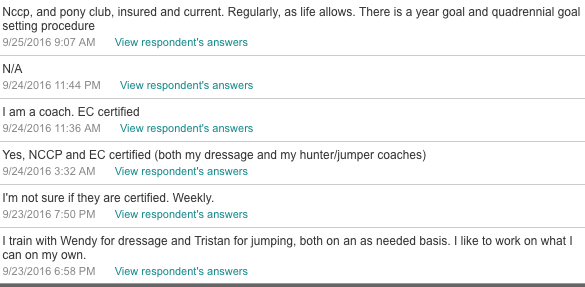 Nccp, and pony club, insured and current. Regularly, as life allows. There is a year goal and quadrennial goal
setting procedure
9/25/2016 9:07 AM View respondent's answers
N/A
9/24/2016 11:44 PM View respondent's answers
I am a coach. EC certified
9/24/2016 11:36 AM View respondent's answers
Yes, NCCP and EC certified (both my dressage and my hunter/jumper coaches)
9/24/2016 3:32 AM View respondent's answers
I'm not sure if they are certified. Weekly.
9/23/2016 7:50 PM View respondent's answers
I train with Wendy for dressage and Tristan for jumping, both on an as needed basis. I like to work on what I
can on my own.
9/23/2016 6:58 PM View respondent's answers